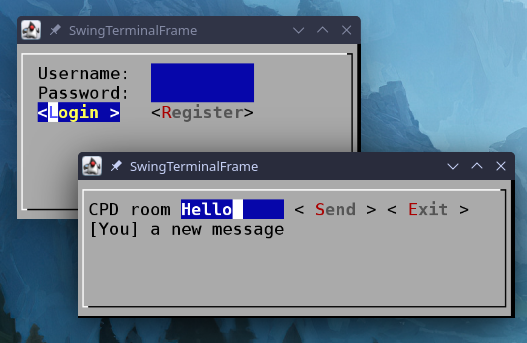 SwingTerminalFrame
Username:
Password:
<Login > <Register>
SwingTerminalFrame
CPD room Hello < Send > < Exit >
[You] a new message